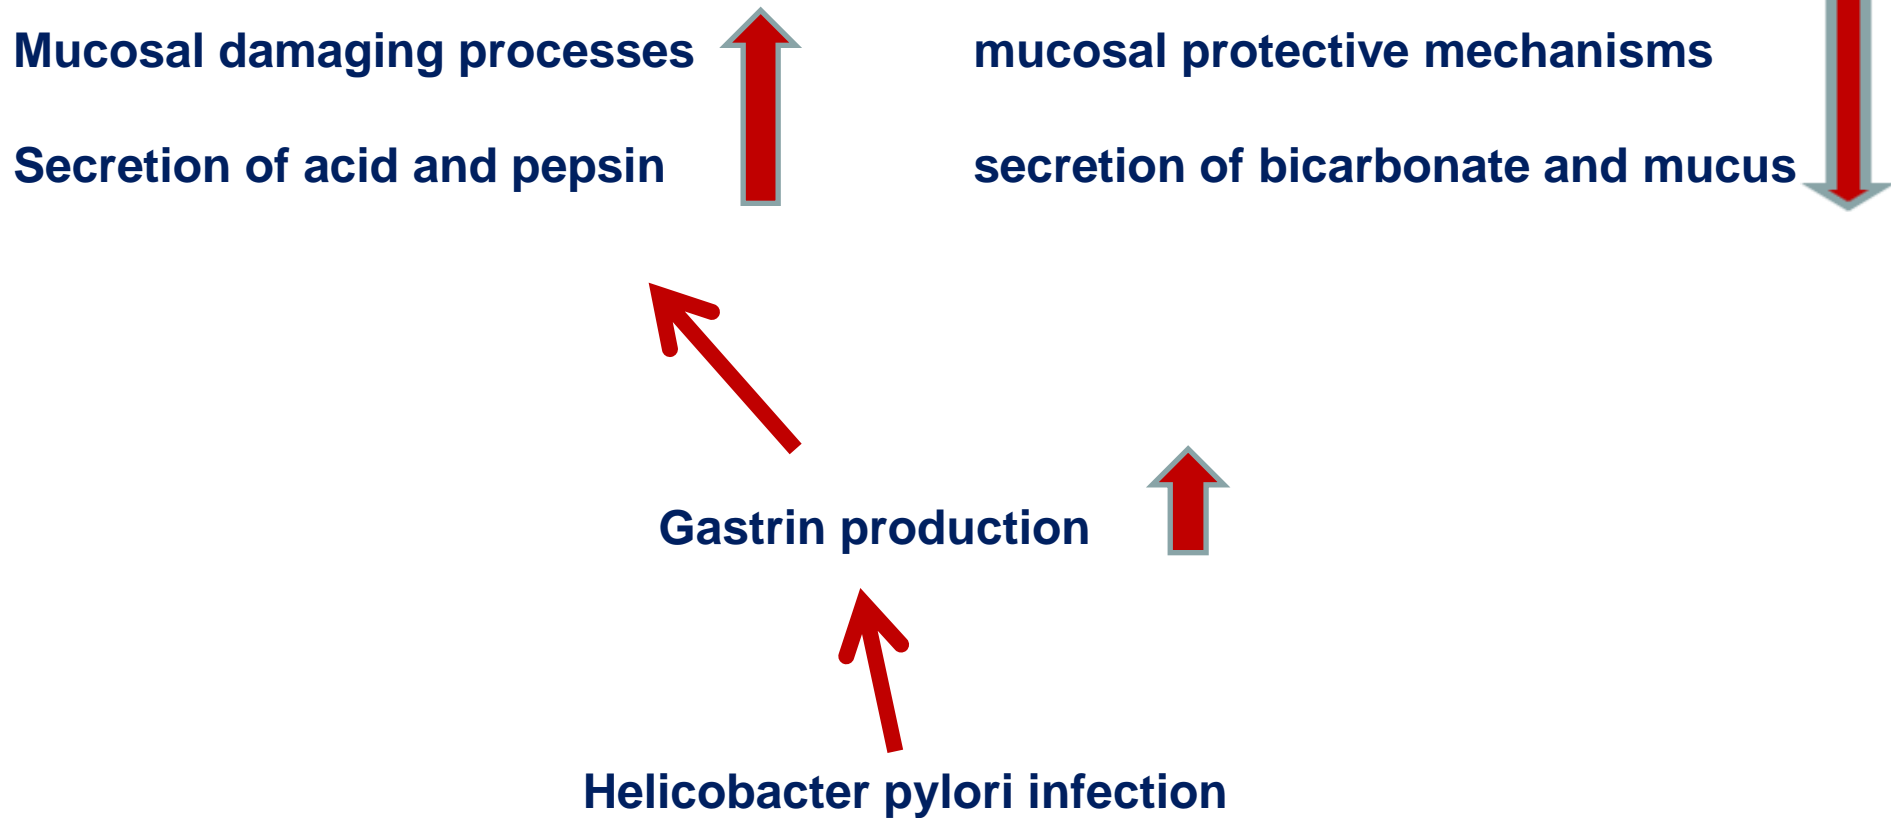 Mucosal damaging processes
mucosal protective mechanisms
Secretion of acid and pepsin
secretion of bicarbonate and mucus
Gastrin production
Helicobacter pylori infection